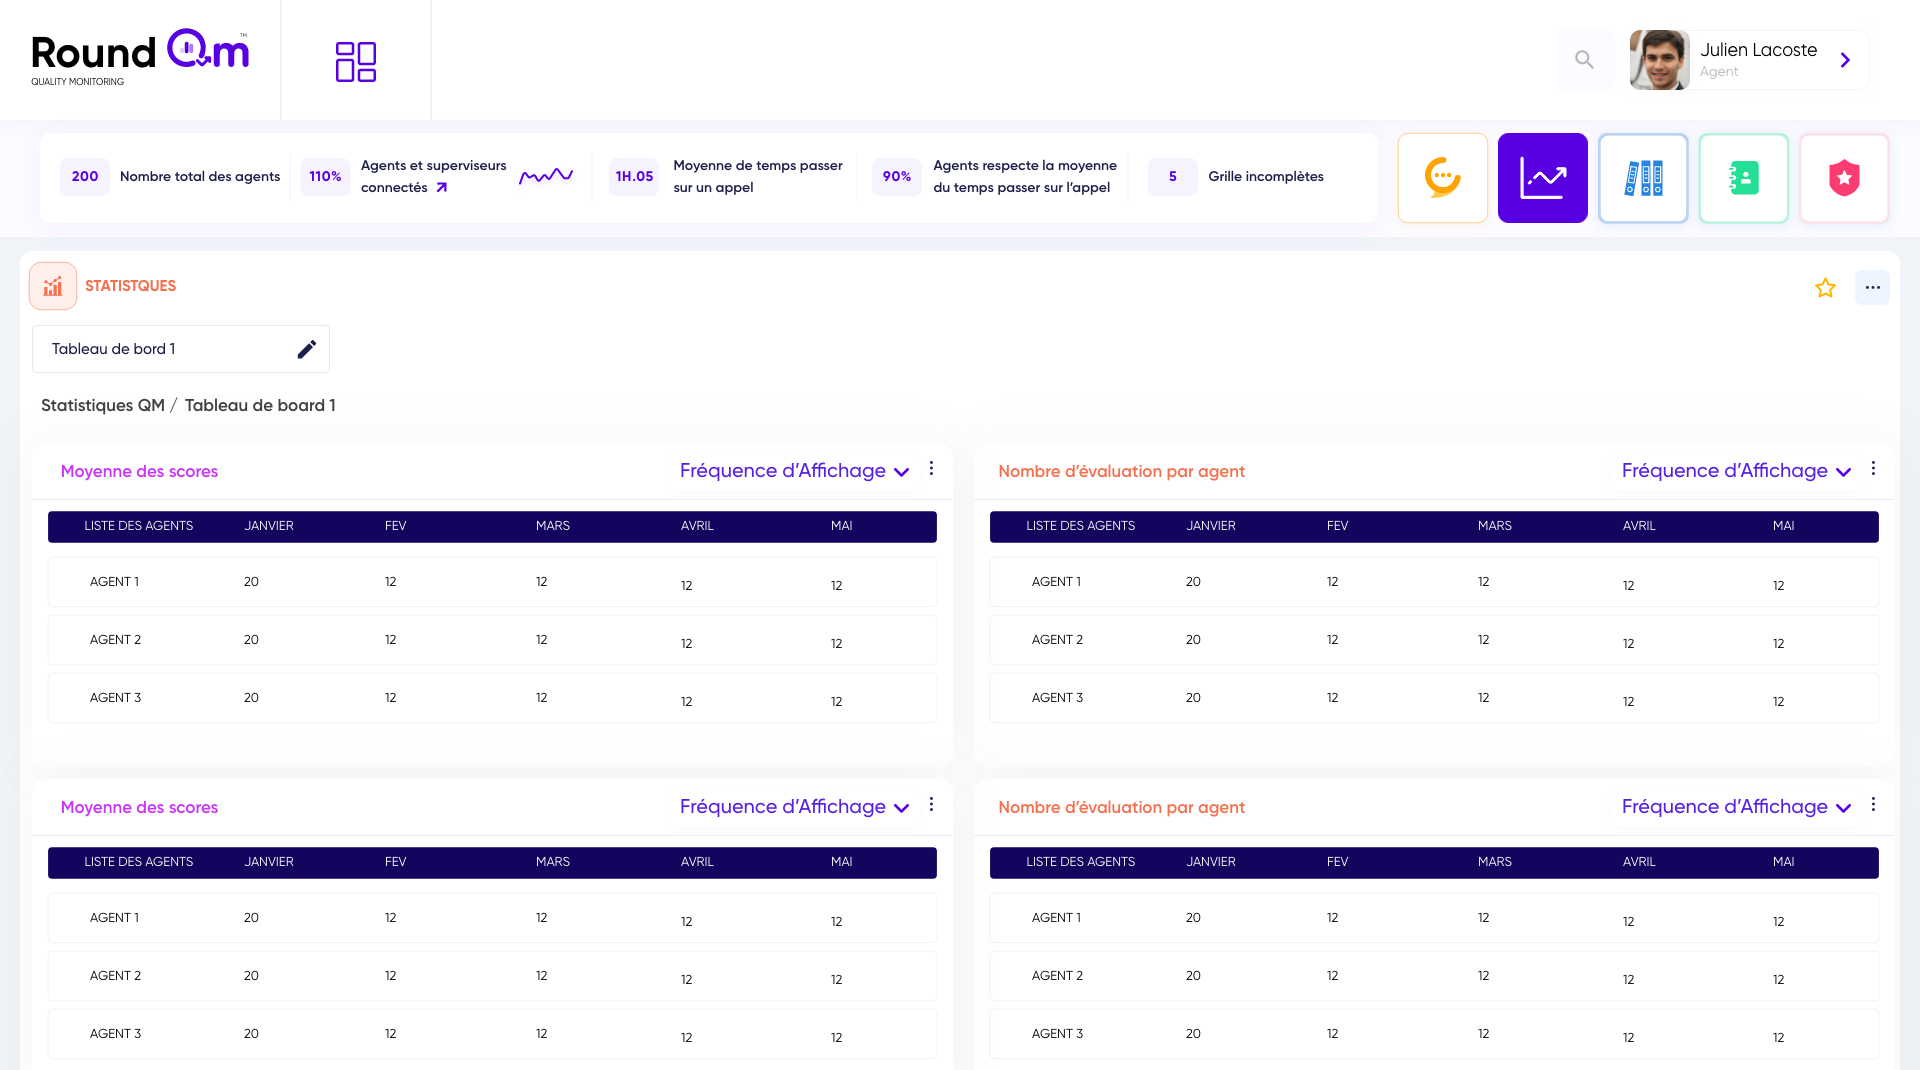 Round Qm™
QUALITY MONITORING
Julien Lacoste
Agent
200 Nombre total des agents
110% Agents et superviseurs
connectés
1H.05 Moyenne de temps passer
sur un appel
90% Agents respecte la moyenne
du temps passer sur l’appel
5 Grille incomplètes
STATISTQUES
Tableau de bord 1
Statistiques QM / Tableau de board 1
Moyenne des scores Fréquence d’Affichage
LISTE DES AGENTS JANVIER FEV MARS AVRIL MAI
AGENT 1 20 12 12 12 12
AGENT 2 20 12 12 12 12
AGENT 3 20 12 12 12 12
Nombre d’évaluation par agent Fréquence d’Affichage
LISTE DES AGENTS JANVIER FEV MARS AVRIL MAI
AGENT 1 20 12 12 12 12
AGENT 2 20 12 12 12 12
AGENT 3 20 12 12 12 12
Moyenne des scores Fréquence d’Affichage
LISTE DES AGENTS JANVIER FEV MARS AVRIL MAI
AGENT 1 20 12 12 12 12
AGENT 2 20 12 12 12 12
AGENT 3 20 12 12 12 12
Nombre d’évaluation par agent Fréquence d’Affichage
LISTE DES AGENTS JANVIER FEV MARS AVRIL MAI
AGENT 1 20 12 12 12 12
AGENT 2 20 12 12 12 12
AGENT 3 20 12 12 12 12